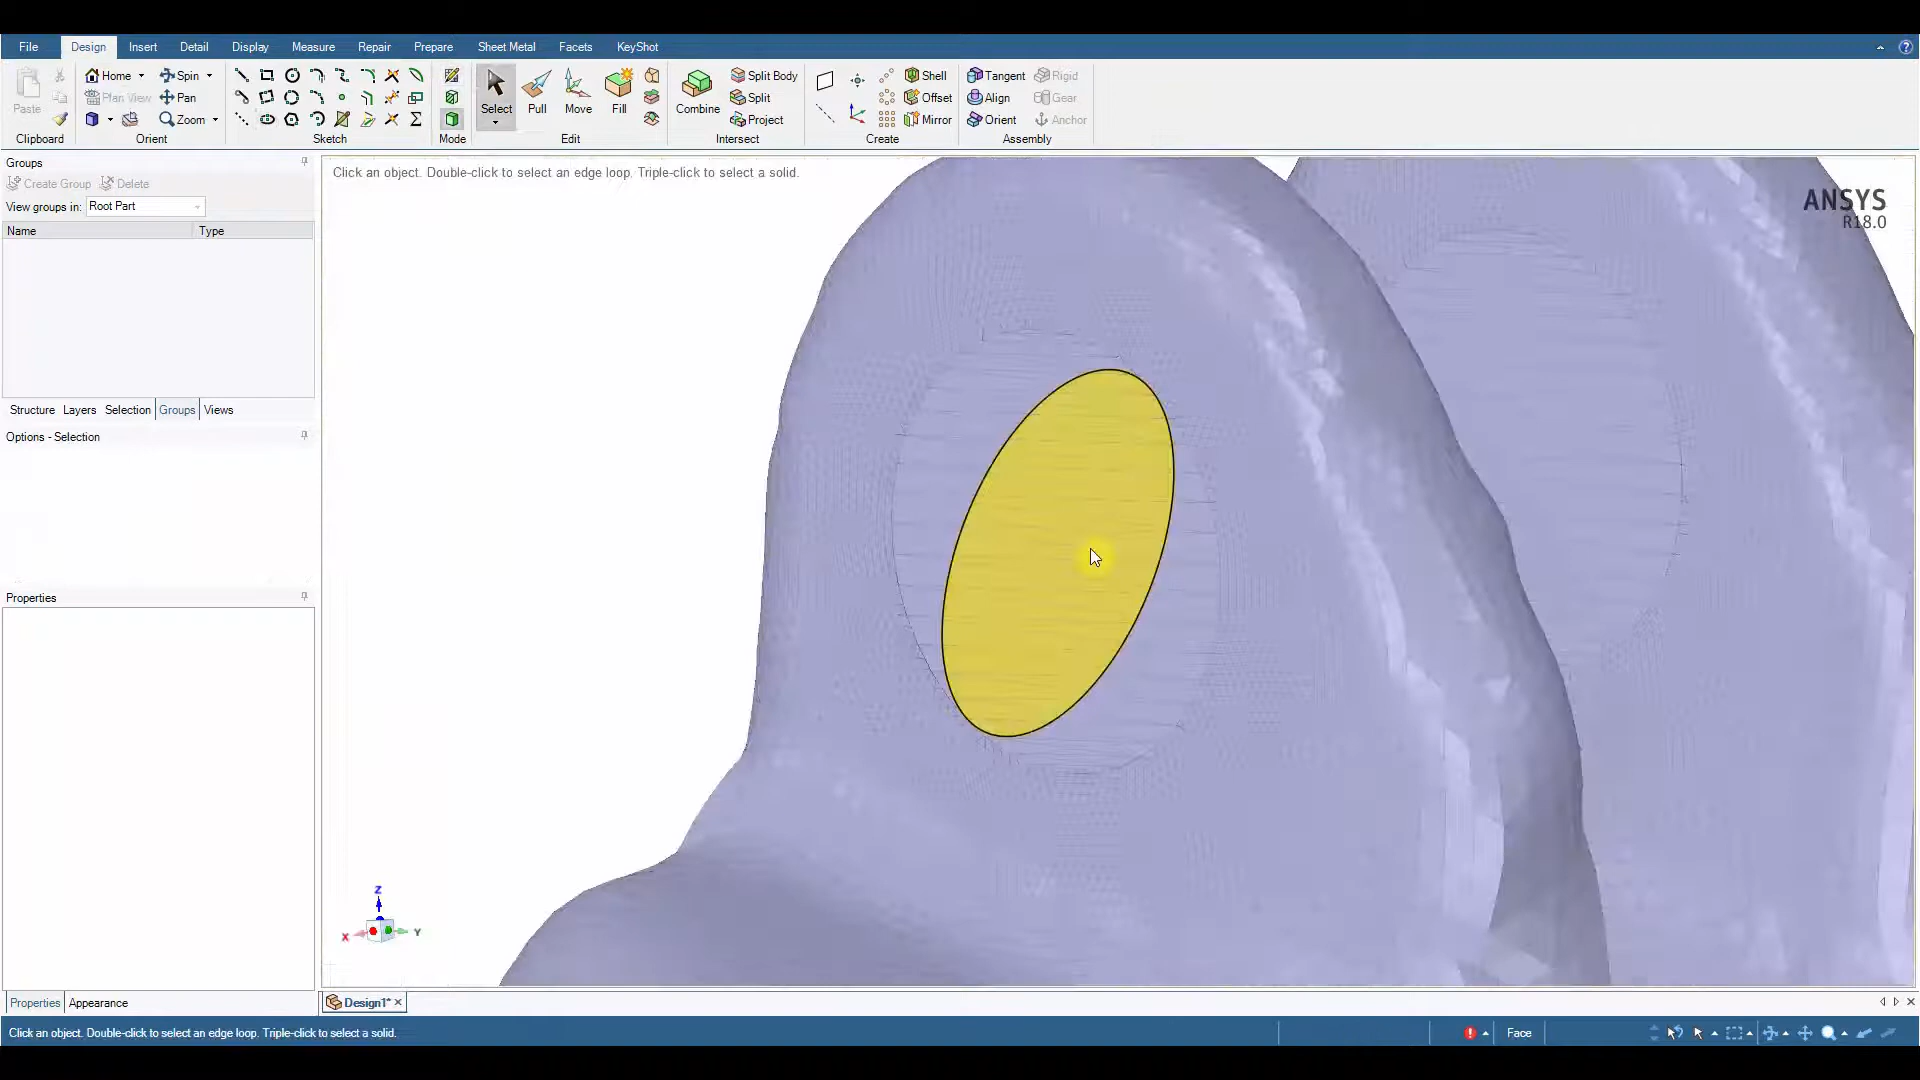 File Design Insert Detail Display Measure Repair Prepare Sheet Metal Facets KeyShot
Paste Home Spin Select Pull Move Fill Combine Split Body Shell Tangent Rigid
Plan View Pan Split Offset Align Gear
Zoom Project Mirror Orient Anchor
Clipboard Orient Sketch Mode Edit Intersect Create Assembly
Groups
Create Group Delete
View groups in: Root Part
Name Type
Structure Layers Selection Groups Views
Options - Selection
Properties
Properties Appearance
Click an object. Double-click to select an edge loop. Triple-click to select a solid.
ANSYS
R18.0
Z
X
Y
Design1*
Click an object. Double-click to select an edge loop. Triple-click to select a solid.
Face